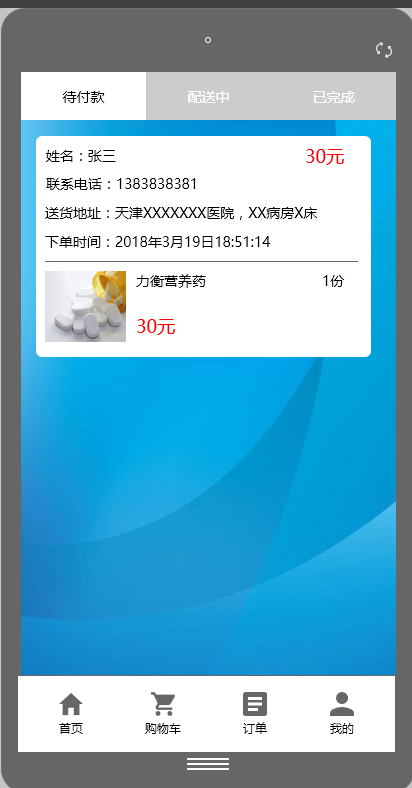 待付款 配送中 已完成
姓名：张三 30元
联系电话：1383838381
送货地址：天津XXXXXXX医院，XX病房X床
下单时间：2018年3月19日18:51:14
力衡营养药 1份
30元
首页 购物车 订单 我的